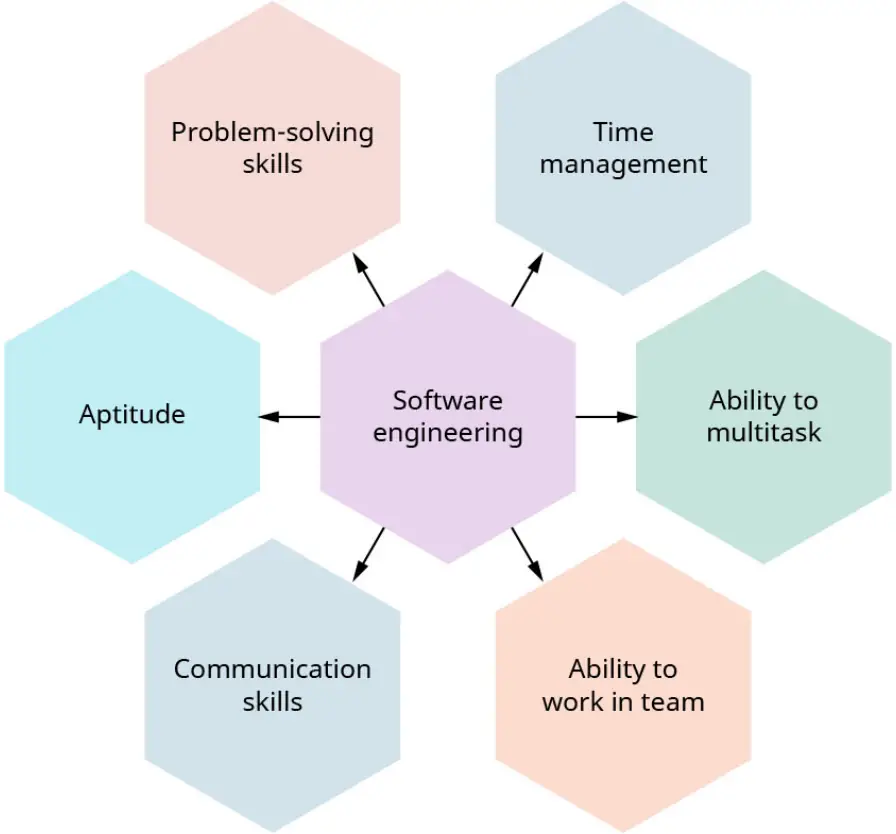 Problem-solving
skills
Time
management
Aptitude
Software
engineering
Ability to
multitask
Communication
skills
Ability to
work in team